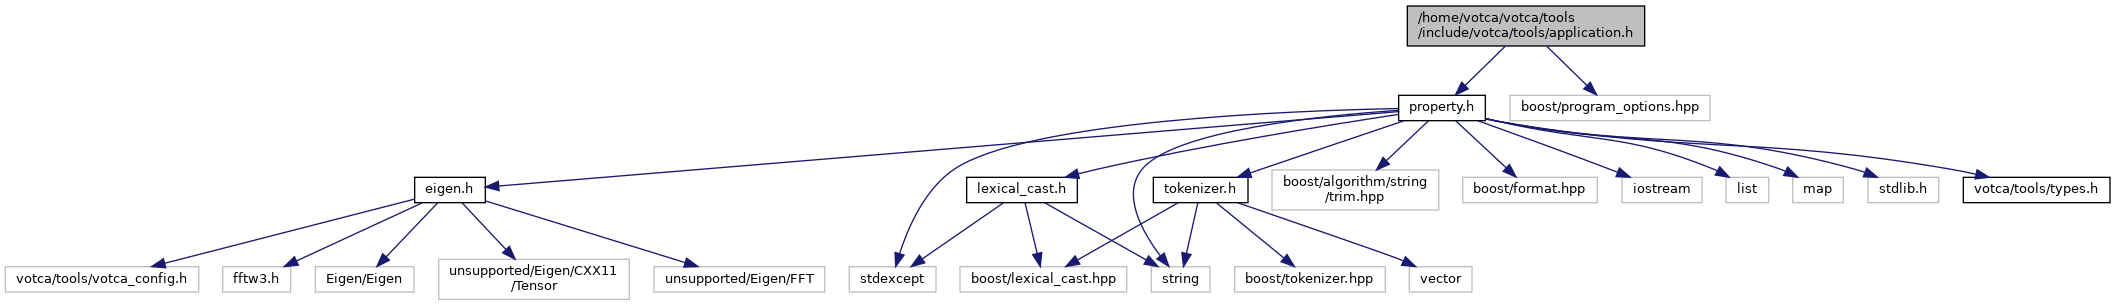 /home/votca/votca/tools
/include/votca/tools/application.h
property.h
boost/program_options.hpp
eigen.h
lexical_cast.h
tokenizer.h
boost/algorithm/string
/trim.hpp
boost/format.hpp
iostream
list
map
stdlib.h
votca/tools/types.h
votca/tools/votca_config.h
fftw3.h
Eigen/Eigen
unsupported/Eigen/CXX11
/Tensor
unsupported/Eigen/FFT
stdexcept
boost/lexical_cast.hpp
string
boost/tokenizer.hpp
vector